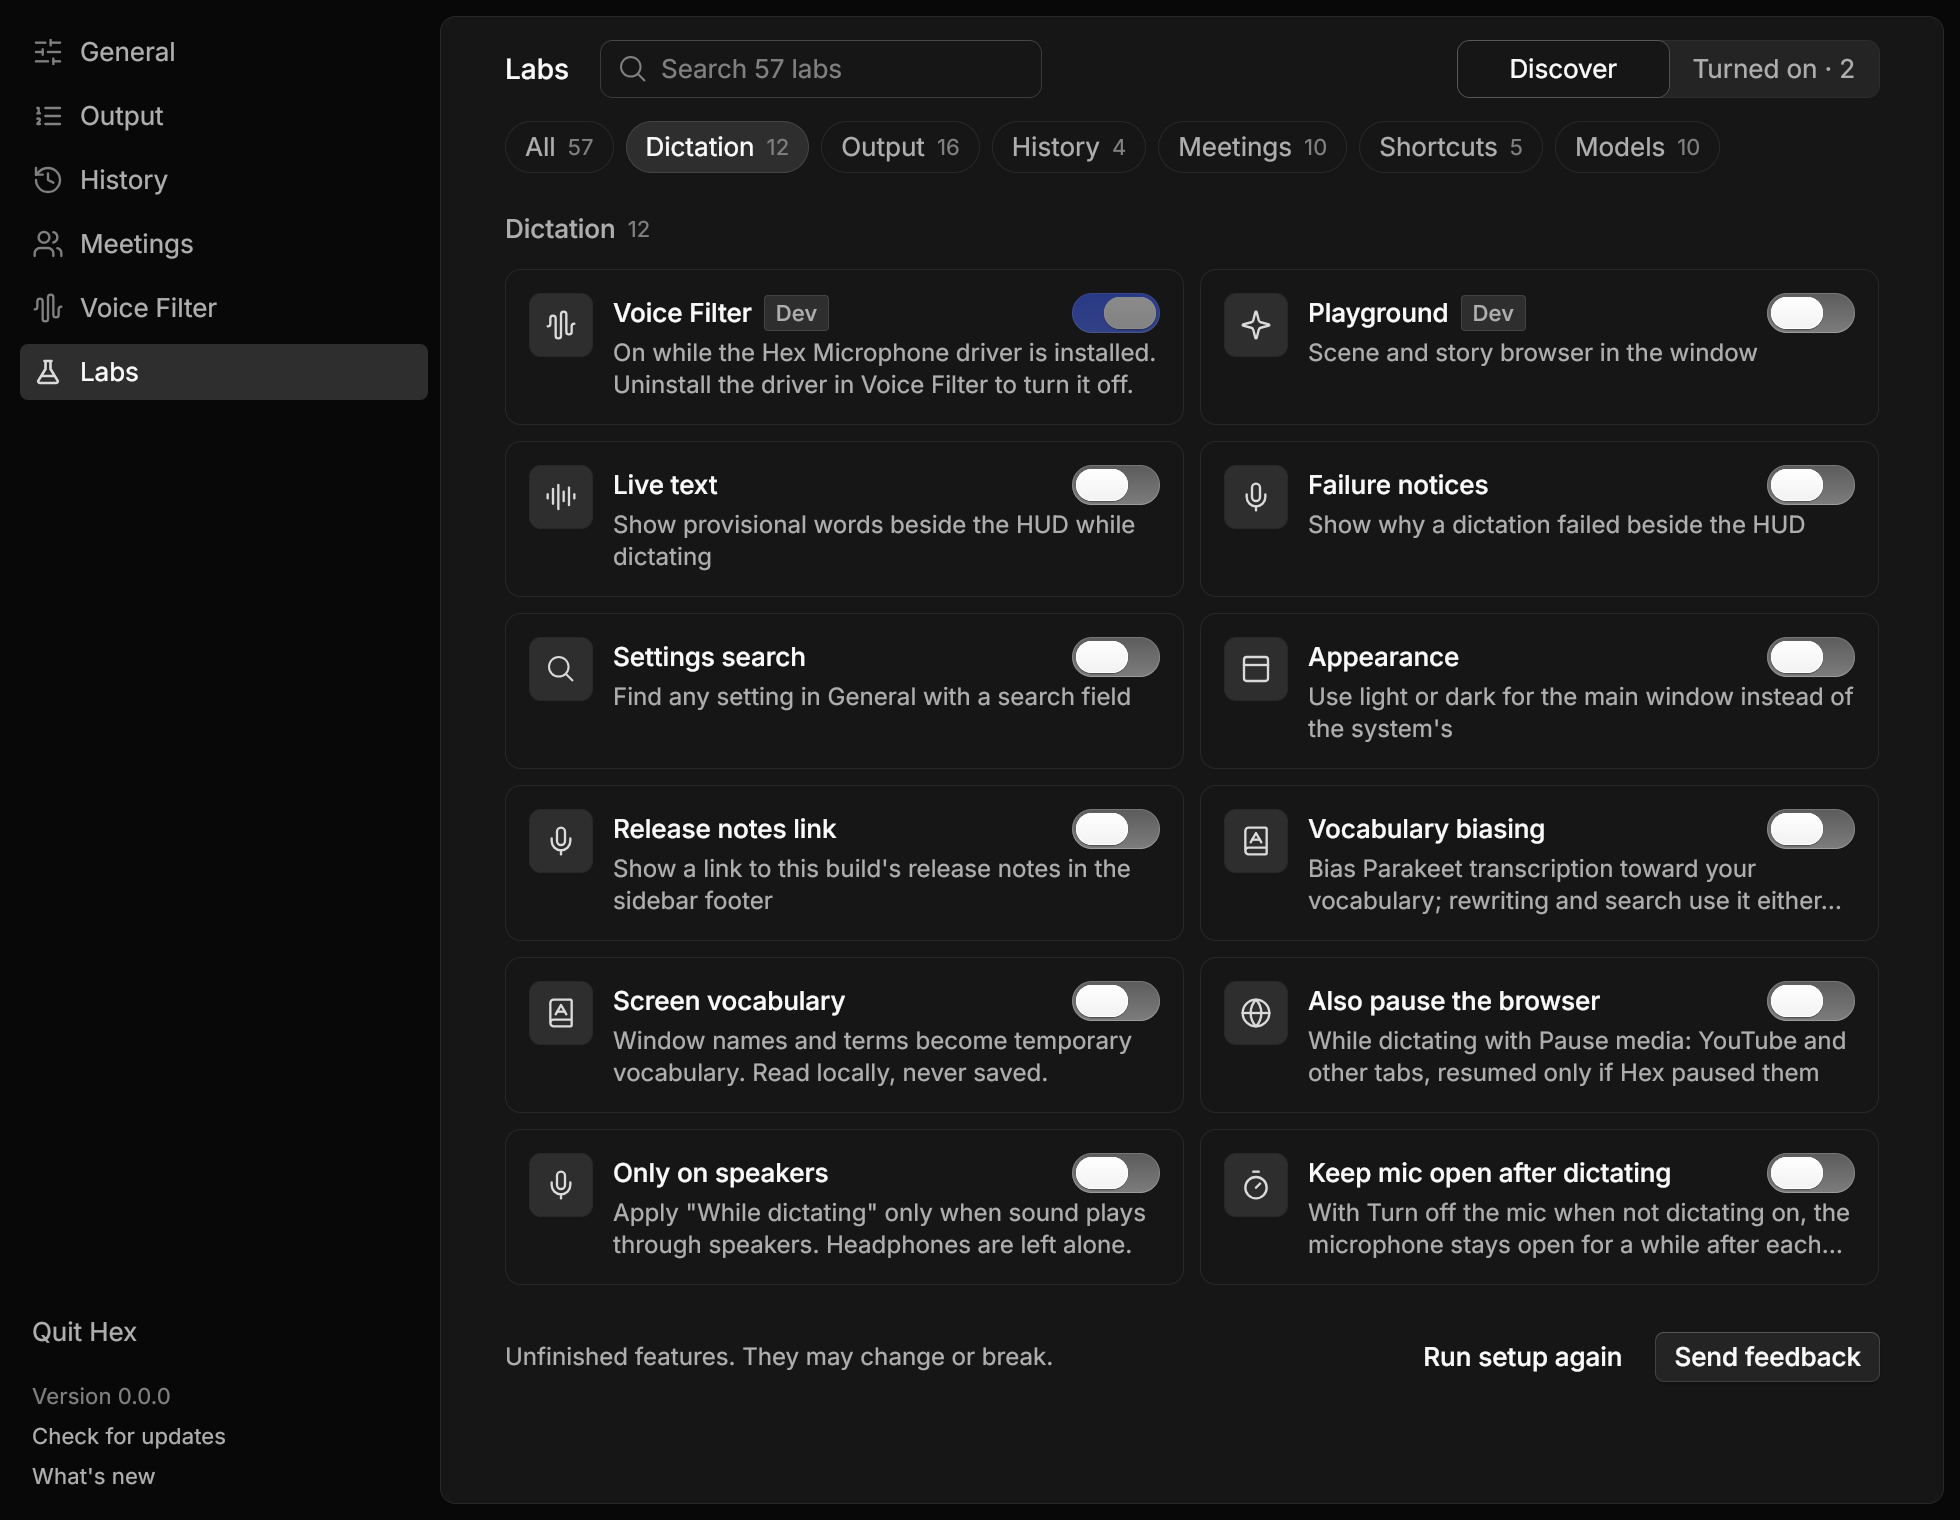 General
Output
History
Meetings
Voice Filter
Labs
Quit Hex
Version 0.0.0
Check for updates
What's new
Labs
Search 57 labs
Discover
Turned on · 2
All 57
Dictation 12
Output 16
History 4
Meetings 10
Shortcuts 5
Models 10
Dictation 12
Voice Filter Dev
On while the Hex Microphone driver is installed.
Uninstall the driver in Voice Filter to turn it off.
Playground Dev
Scene and story browser in the window
Live text
Show provisional words beside the HUD while
dictating
Failure notices
Show why a dictation failed beside the HUD
Settings search
Find any setting in General with a search field
Appearance
Use light or dark for the main window instead of
the system's
Release notes link
Show a link to this build's release notes in the
sidebar footer
Vocabulary biasing
Bias Parakeet transcription toward your
vocabulary; rewriting and search use it either...
Screen vocabulary
Window names and terms become temporary
vocabulary. Read locally, never saved.
Also pause the browser
While dictating with Pause media: YouTube and
other tabs, resumed only if Hex paused them
Only on speakers
Apply "While dictating" only when sound plays
through speakers. Headphones are left alone.
Keep mic open after dictating
With Turn off the mic when not dictating on, the
microphone stays open for a while after each...
Unfinished features. They may change or break.
Run setup again
Send feedback